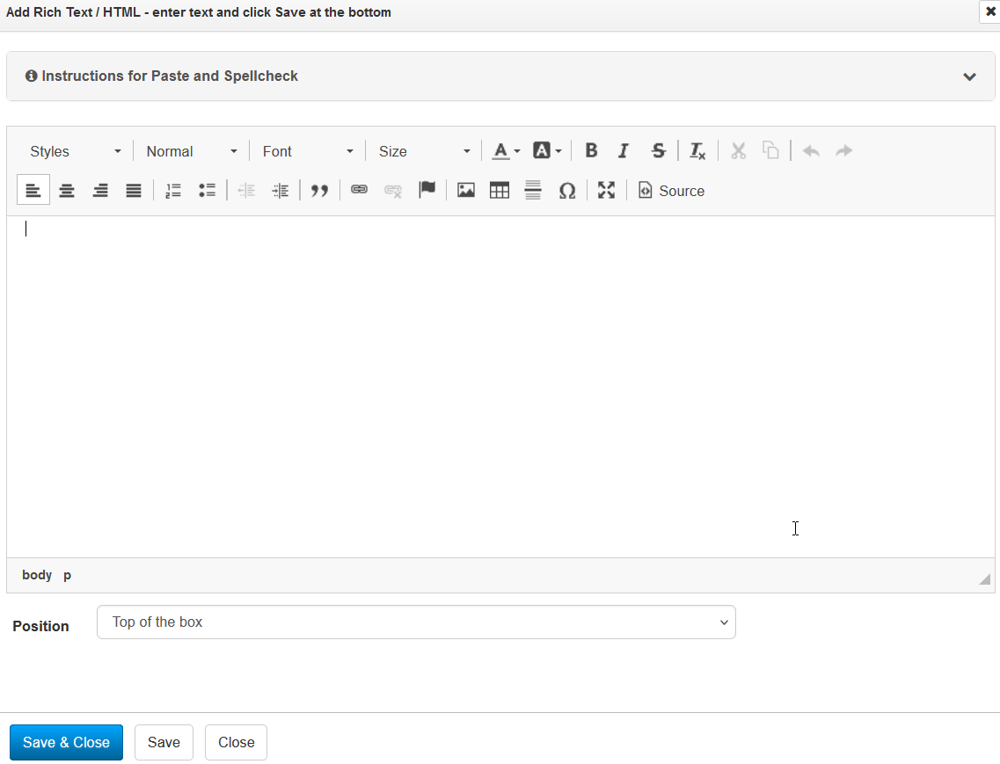 Add Rich Text / HTML - enter text and click Save at the bottom
Instructions for Paste and Spellcheck
Styles Normal Font Size
Source
body p
Position Top of the box
Save & Close Save Close